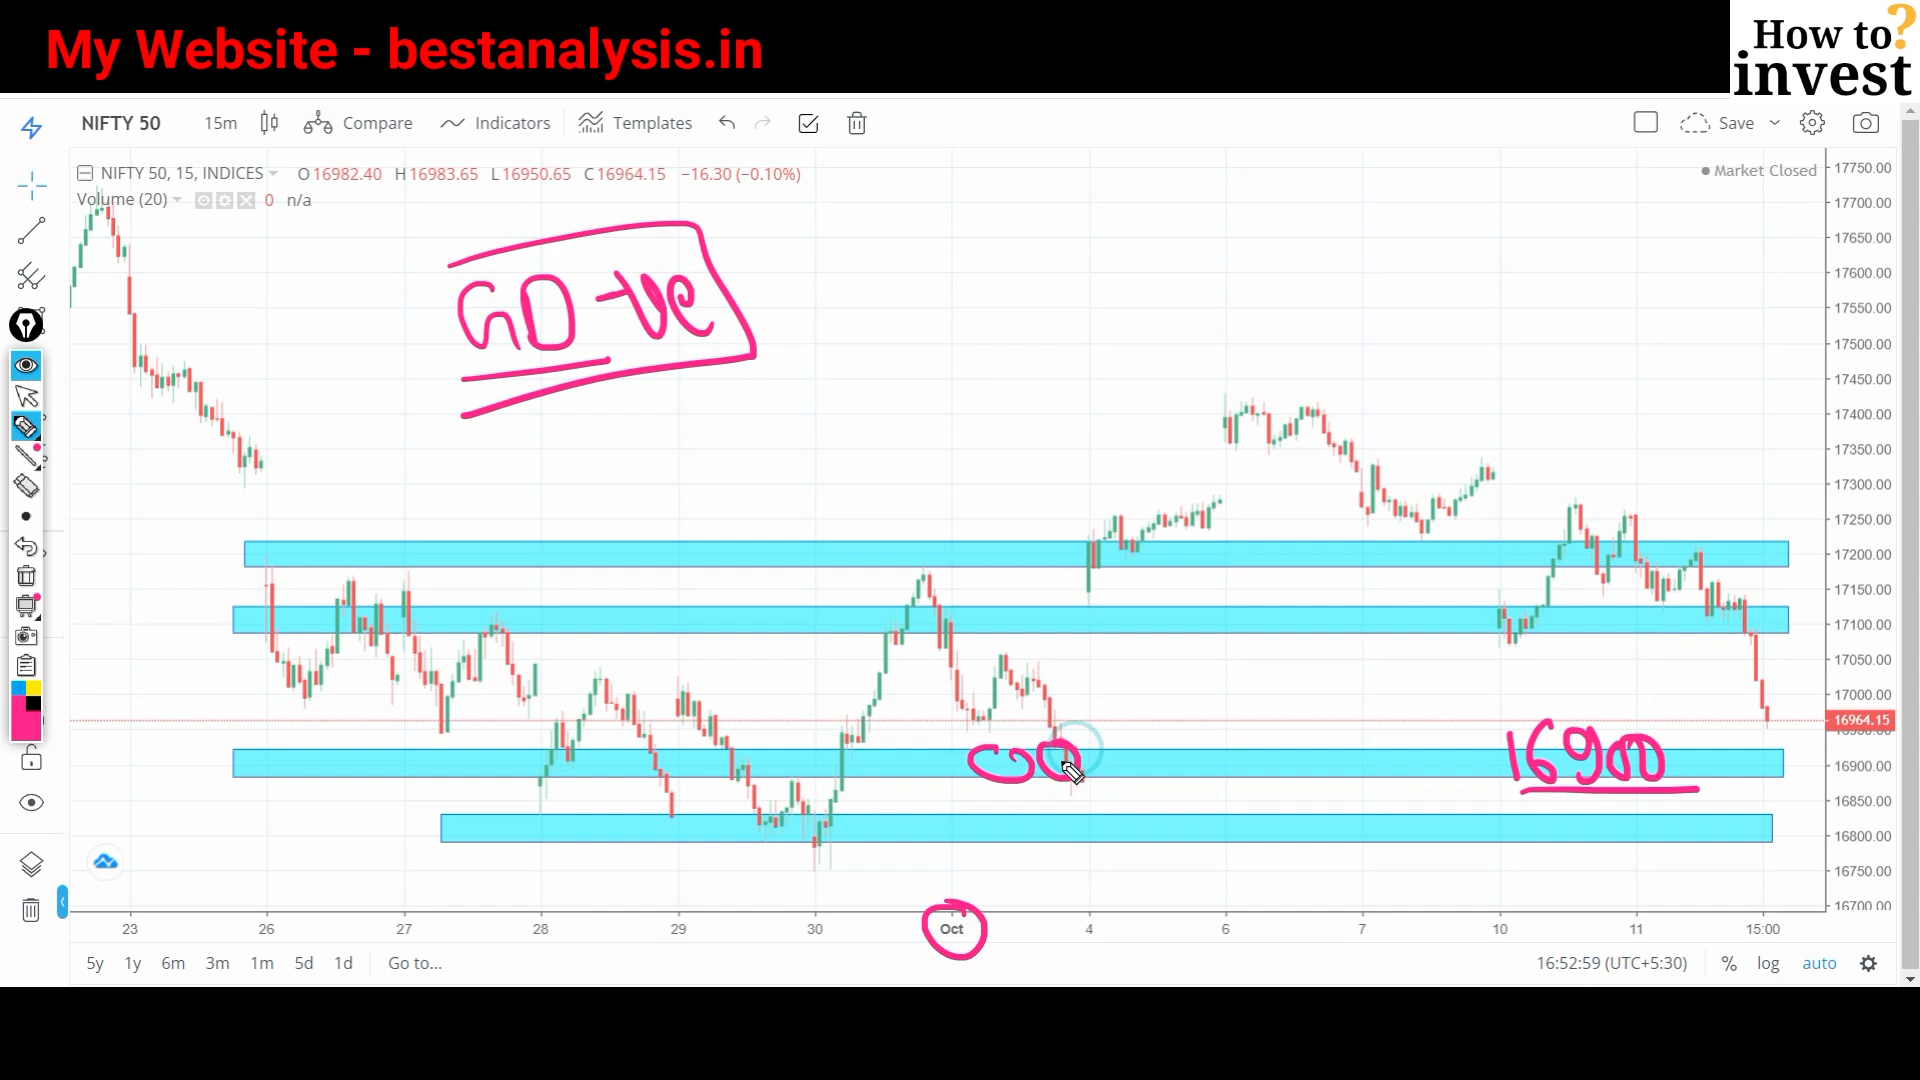 My Website - bestanalysis.in
How to?
invest
NIFTY 50 15m Compare Indicators Templates Save
NIFTY 50, 15, INDICES O16982.40 H16983.65 L16950.65 C16964.15 −16.30 (−0.10%)
Market Closed
Volume (20) 0 n/a
GD -ve
17750.00
17700.00
17650.00
17600.00
17550.00
17500.00
17450.00
17400.00
17350.00
17300.00
17250.00
17200.00
17150.00
17100.00
17050.00
17000.00
16964.15
16900.00
16850.00
16800.00
16750.00
16700.00
16900
23 26 27 28 29 30 Oct 4 6 7 10 11 15:00
5y 1y 6m 3m 1m 5d 1d Go to... 16:52:59 (UTC+5:30) % log auto